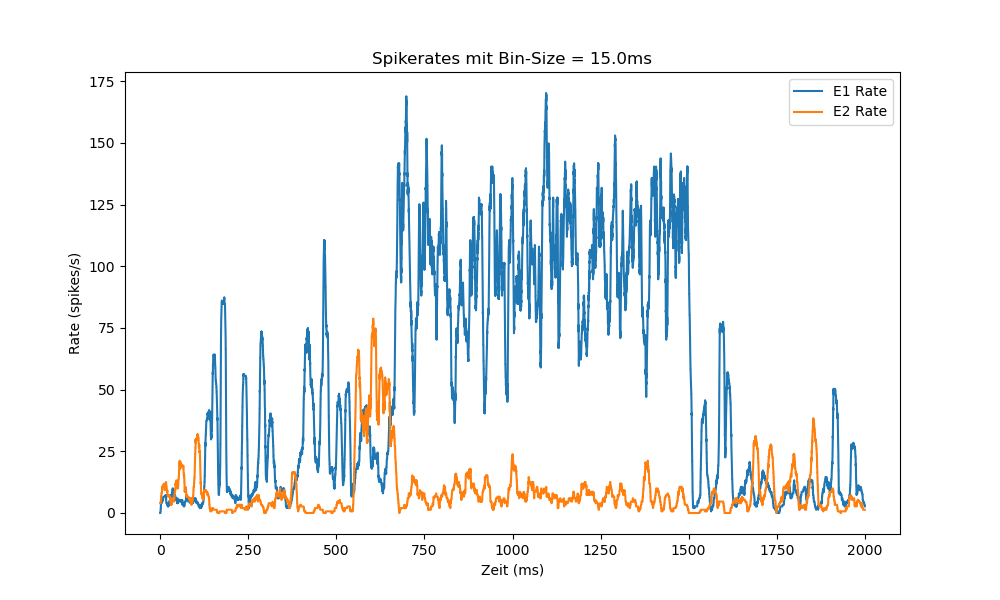 Spikerates mit Bin-Size = 15.0ms
175
150
125
100
75
50
25
0
Rate (spikes/s)
E1 Rate
E2 Rate
0 250 500 750 1000 1250 1500 1750 2000
Zeit (ms)